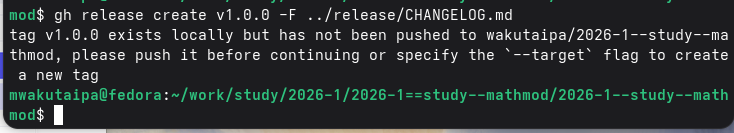 mod$ gh release create v1.0.0 -F ../release/CHANGELOG.md
tag v1.0.0 exists locally but has not been pushed to wakutaipa/2026-1--study--ma
thmod, please push it before continuing or specify the `--target` flag to create
 a new tag
mwakutaipa@fedora:~/work/study/2026-1/2026-1==study--mathmod/2026-1--study--math
mod$